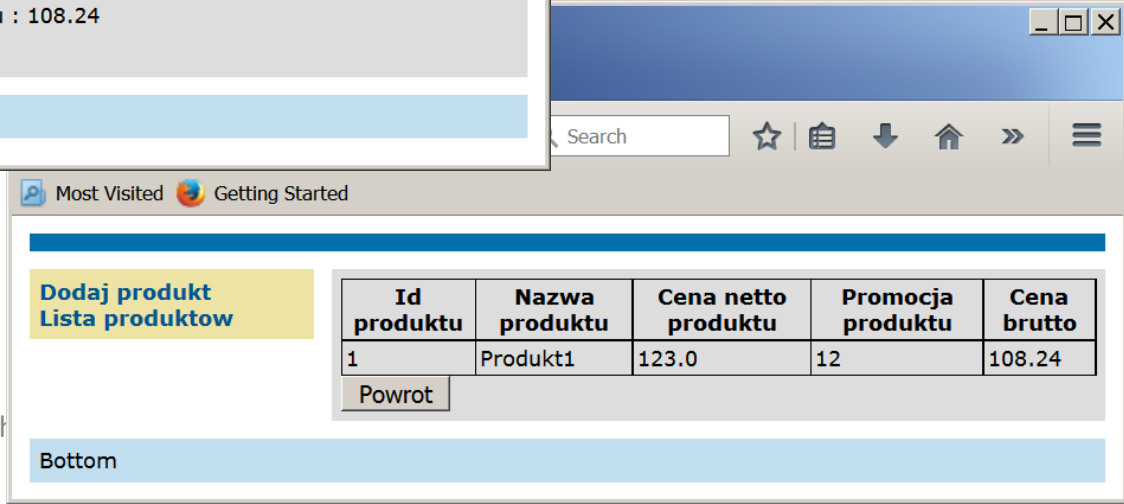 : 108.24
Search
Most Visited Getting Started
Dodaj produkt
Lista produktow
Id produktu Nazwa produktu Cena netto produktu Promocja produktu Cena brutto
1 Produkt1 123.0 12 108.24
Powrot
Bottom